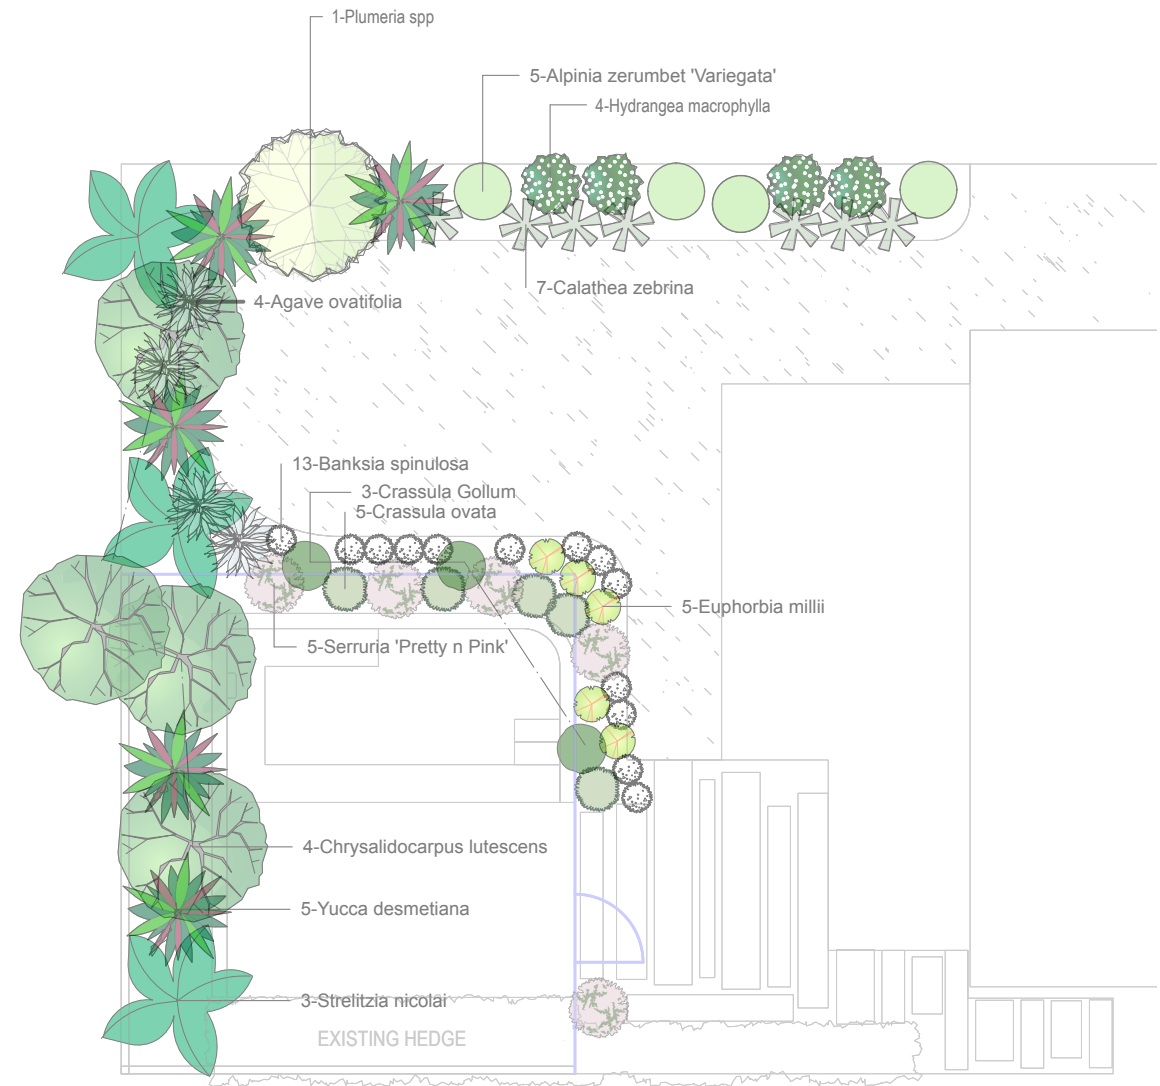 1-Plumeria spp
5-Alpinia zerumbet 'Variegata'
4-Hydrangea macrophylla
7-Calathea zebrina
4-Agave ovatifolia
13-Banksia spinulosa
3-Crassula Gollum
5-Crassula ovata
5-Euphorbia millii
5-Serruria 'Pretty n Pink'
4-Chrysalidocarpus lutescens
5-Yucca desmetiana
3-Strelitzia nicolai
EXISTING HEDGE